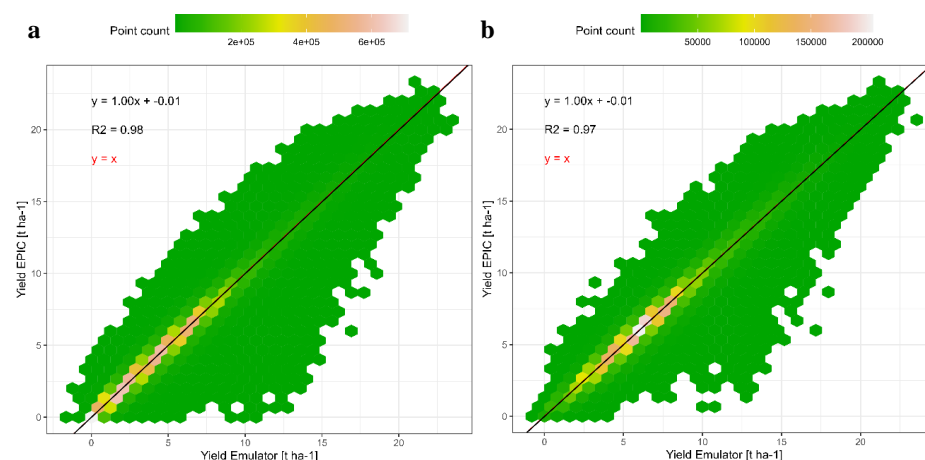 a
Point count
2e+05 4e+05 6e+05
y = 1.00x + -0.01
R2 = 0.98
y = x
Yield EPIC [t ha-1]
20
15
10
5
0
0 5 10 15 20
Yield Emulator [t ha-1]
b
Point count
50000 100000 150000 200000
y = 1.00x + -0.01
R2 = 0.97
y = x
Yield EPIC [t ha-1]
20
15
10
5
0
0 5 10 15 20
Yield Emulator [t ha-1]